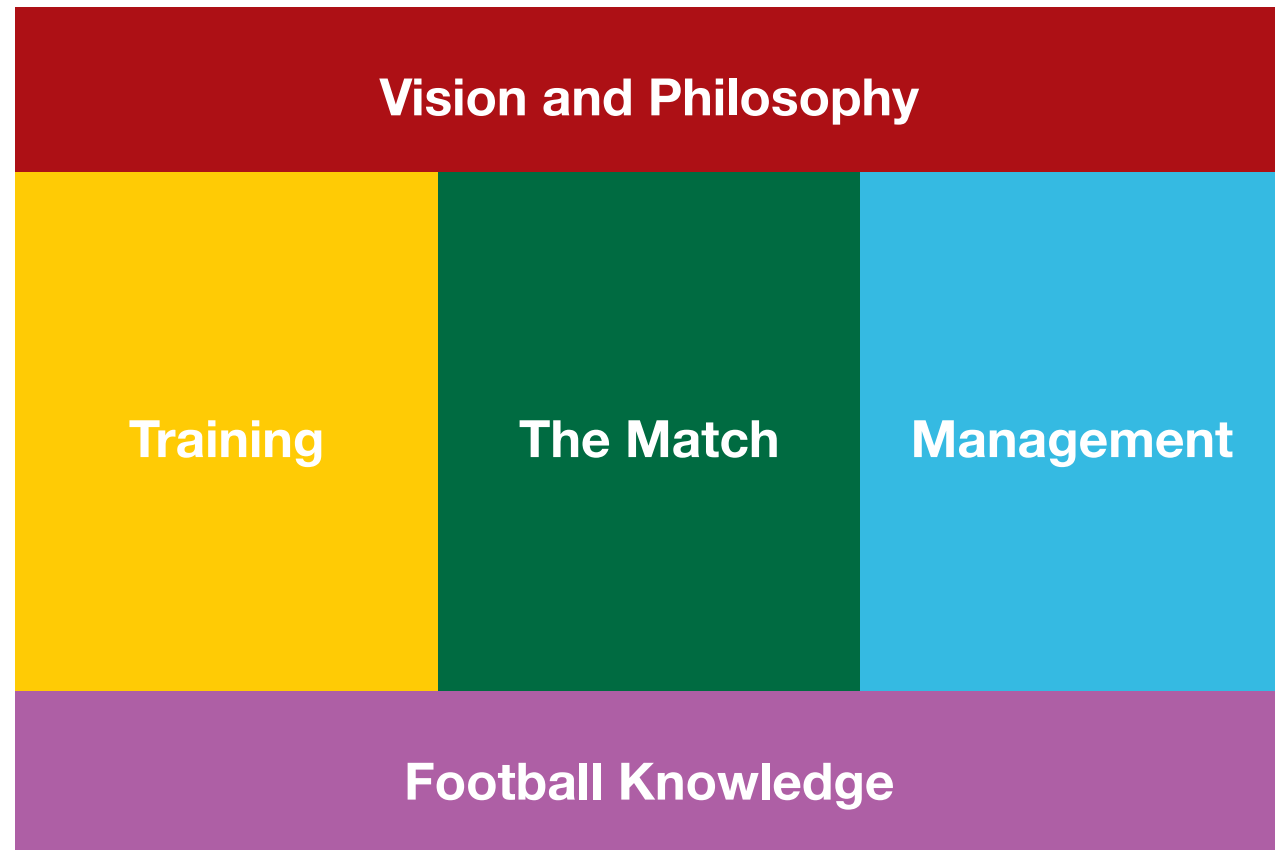 Vision and Philosophy
Training
The Match
Management
Football Knowledge